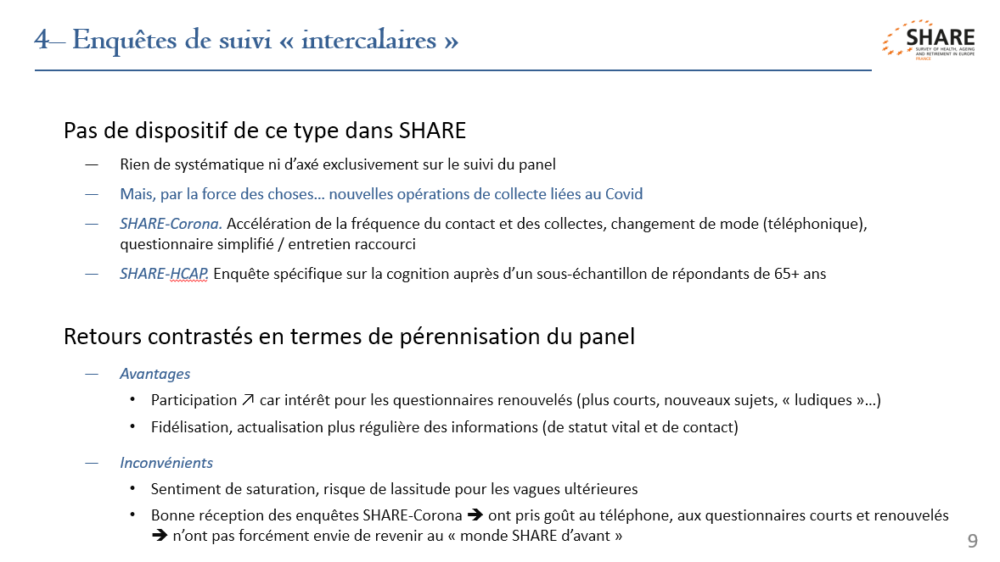 4– Enquêtes de suivi « intercalaires »
SHARE
SURVEY OF HEALTH, AGEING
AND RETIREMENT IN EUROPE
FRANCE
Pas de dispositif de ce type dans SHARE
— Rien de systématique ni d’axé exclusivement sur le suivi du panel
— Mais, par la force des choses… nouvelles opérations de collecte liées au Covid
— SHARE-Corona. Accélération de la fréquence du contact et des collectes, changement de mode (téléphonique),
questionnaire simplifié / entretien raccourci
— SHARE-HCAP. Enquête spécifique sur la cognition auprès d’un sous-échantillon de répondants de 65+ ans
Retours contrastés en termes de pérennisation du panel
— Avantages
• Participation ↗ car intérêt pour les questionnaires renouvelés (plus courts, nouveaux sujets, « ludiques »…)
• Fidélisation, actualisation plus régulière des informations (de statut vital et de contact)
— Inconvénients
• Sentiment de saturation, risque de lassitude pour les vagues ultérieures
• Bonne réception des enquêtes SHARE-Corona ➔ ont pris goût au téléphone, aux questionnaires courts et renouvelés
➔ n’ont pas forcément envie de revenir au « monde SHARE d’avant »
9